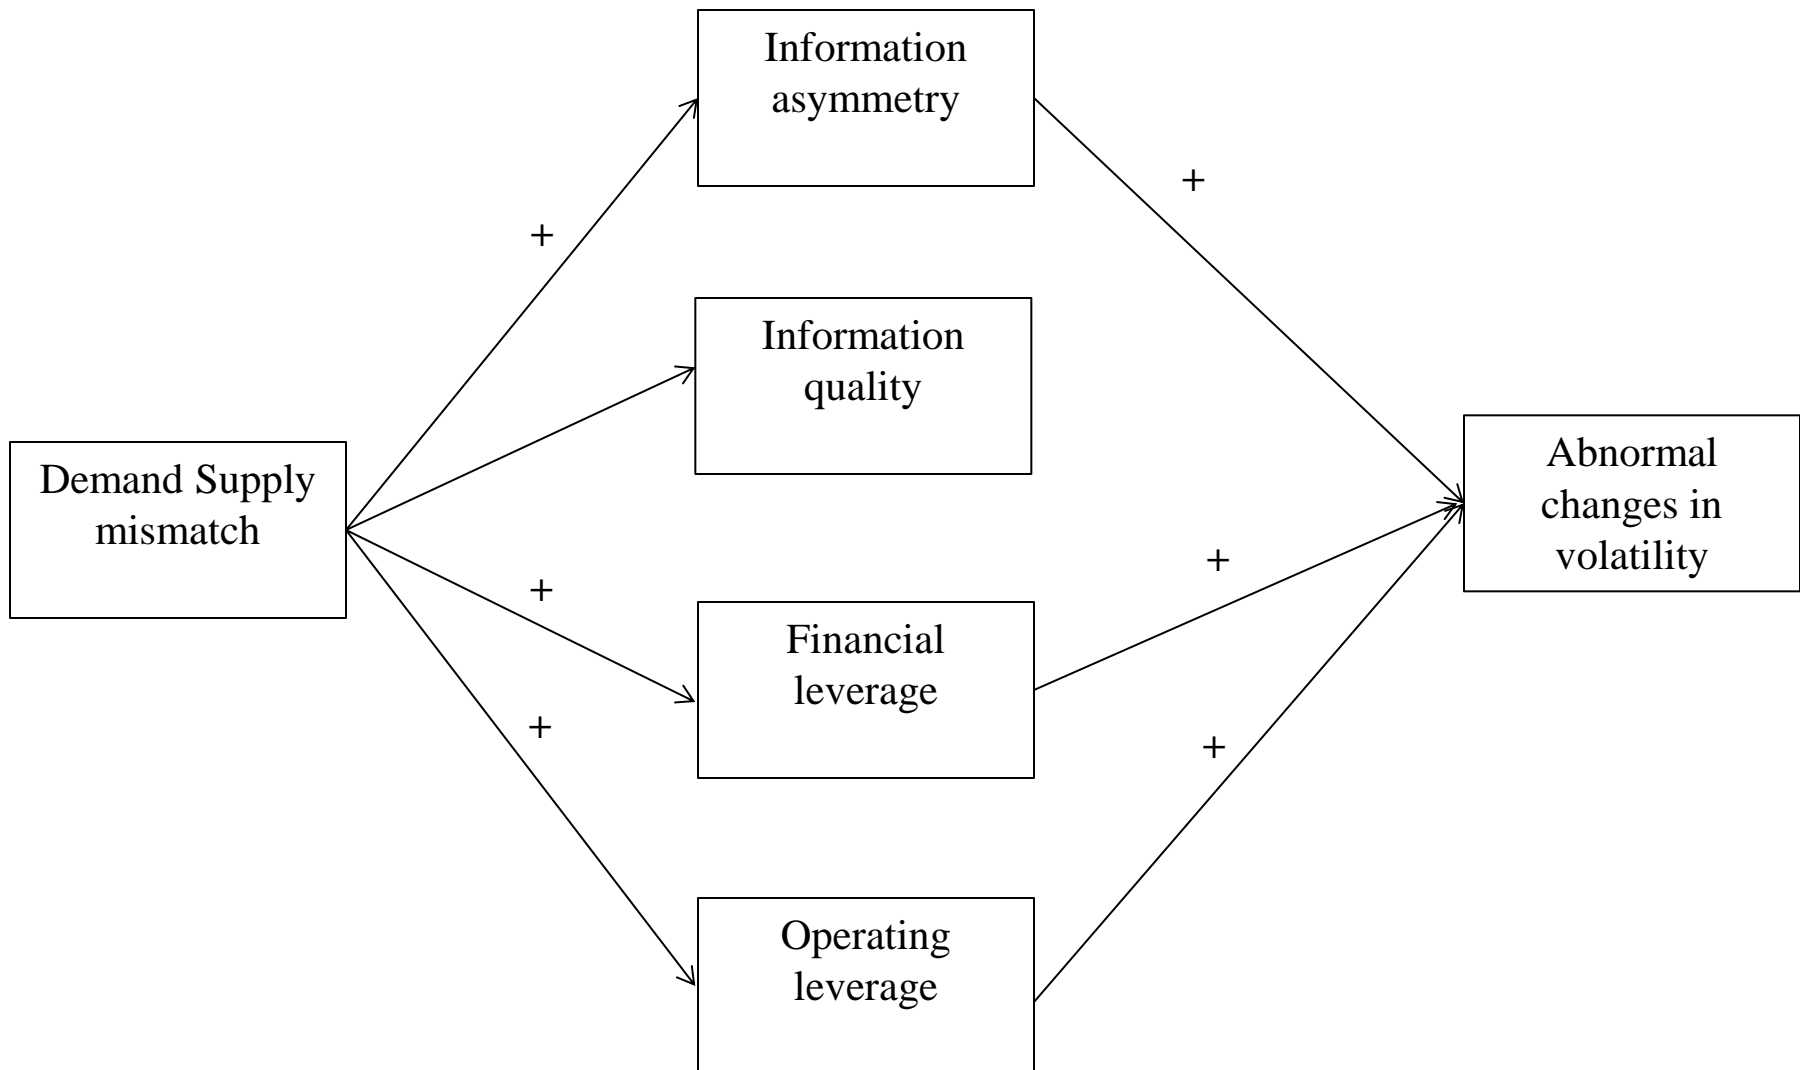 Information
asymmetry
+
+
Information
quality
Demand Supply
mismatch
Abnormal
changes in
volatility
+
+
Financial
leverage
+
+
Operating
leverage